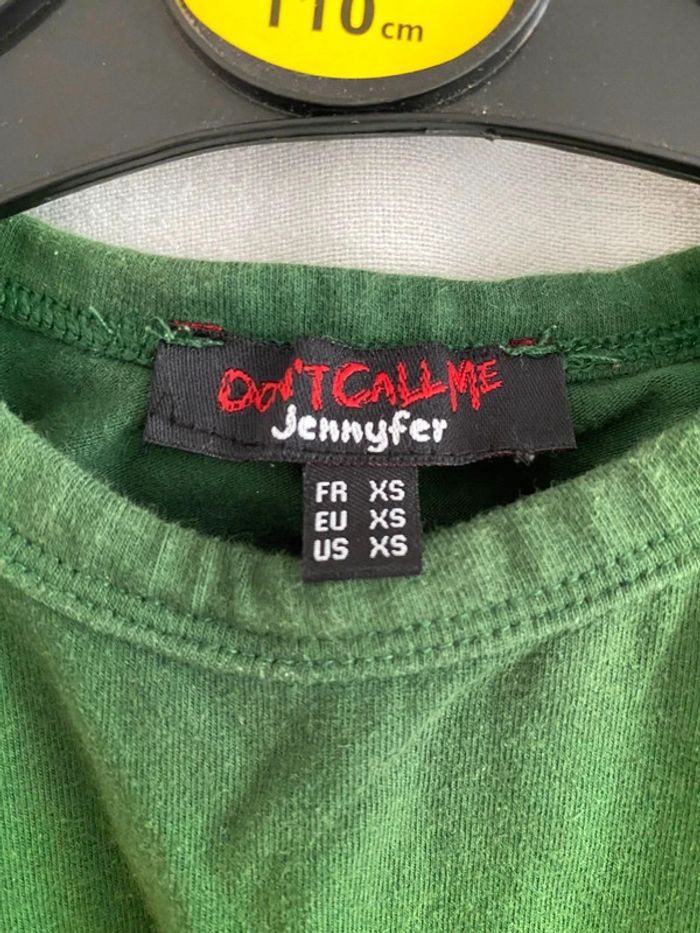 110 cm
DON'T CALL ME
Jennyfer
FR XS
EU XS
US XS